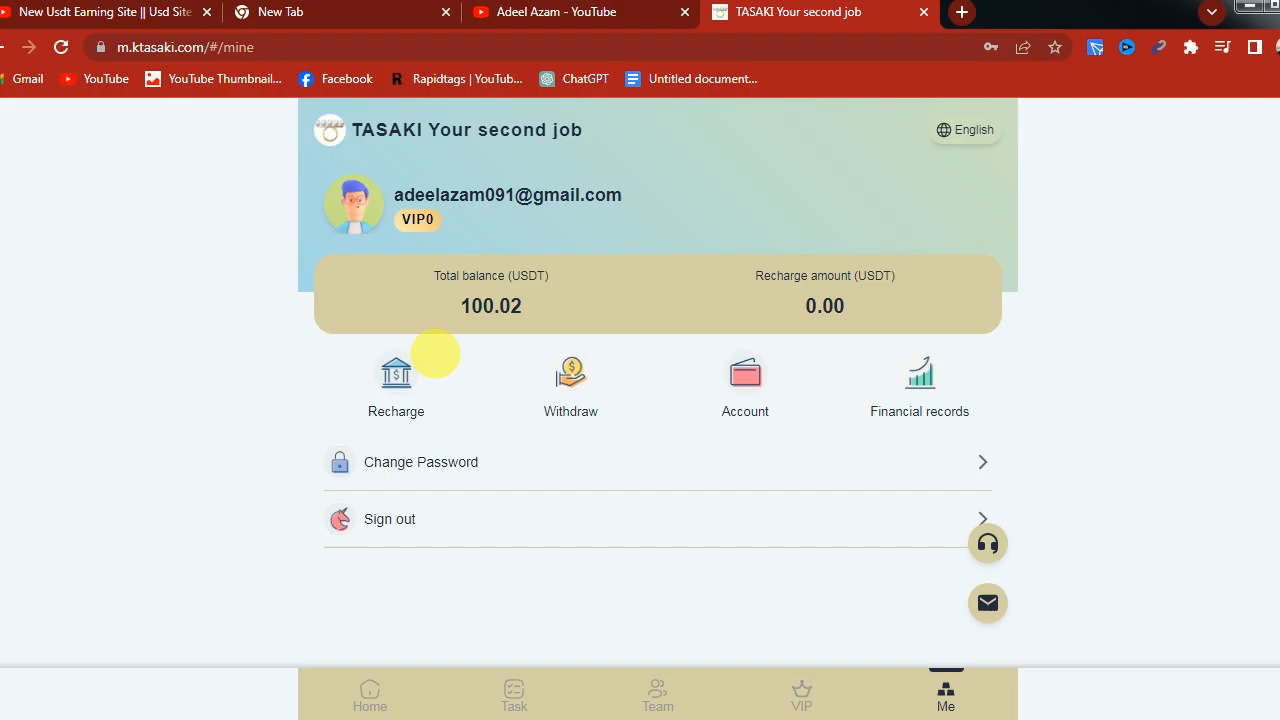 New Usdt Earning Site || Usd Site
New Tab
Adeel Azam - YouTube
TASAKI Your second job
m.ktasaki.com/#/mine
Gmail
YouTube
YouTube Thumbnail...
Facebook
Rapidtags | YouTub...
ChatGPT
Untitled document...
TASAKI Your second job
English
adeelazam091@gmail.com
VIP0
Total balance (USDT)
Recharge amount (USDT)
100.02
0.00
Recharge
Withdraw
Account
Financial records
Change Password
Sign out
Home
Task
Team
VIP
Me